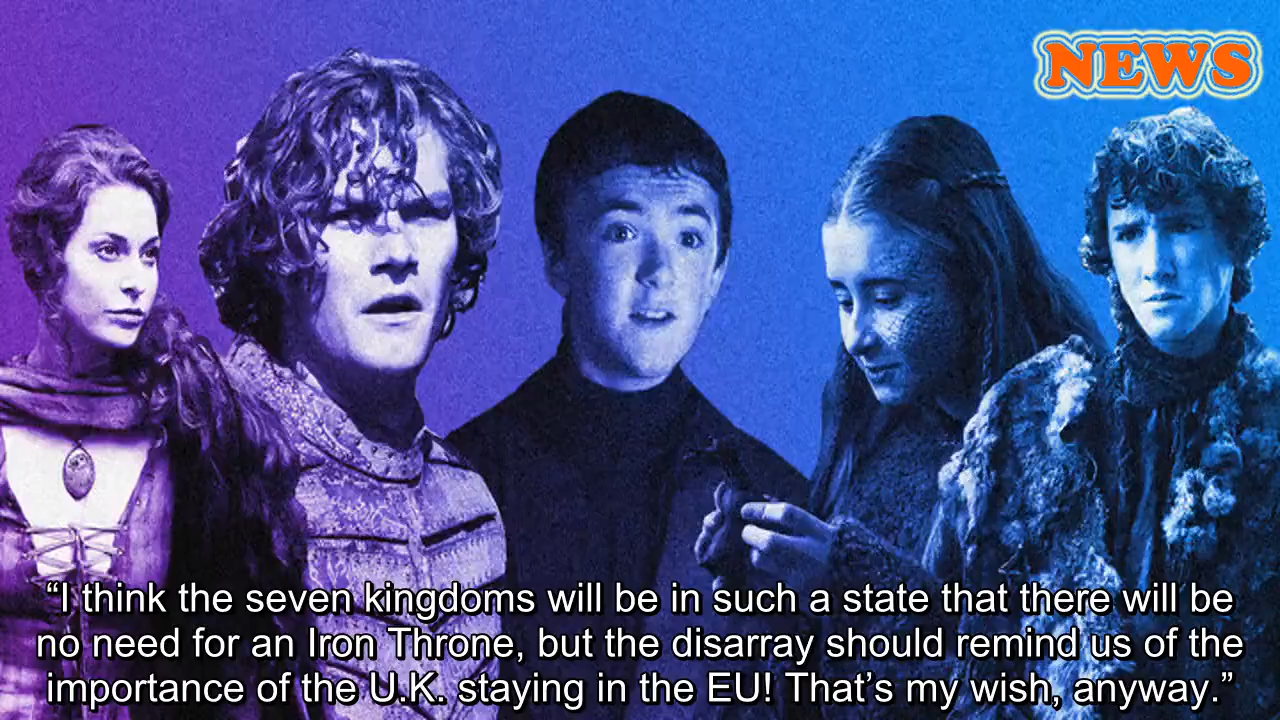 NEWS
“I think the seven kingdoms will be in such a state that there will be
no need for an Iron Throne, but the disarray should remind us of the
importance of the U.K. staying in the EU! That’s my wish, anyway.”